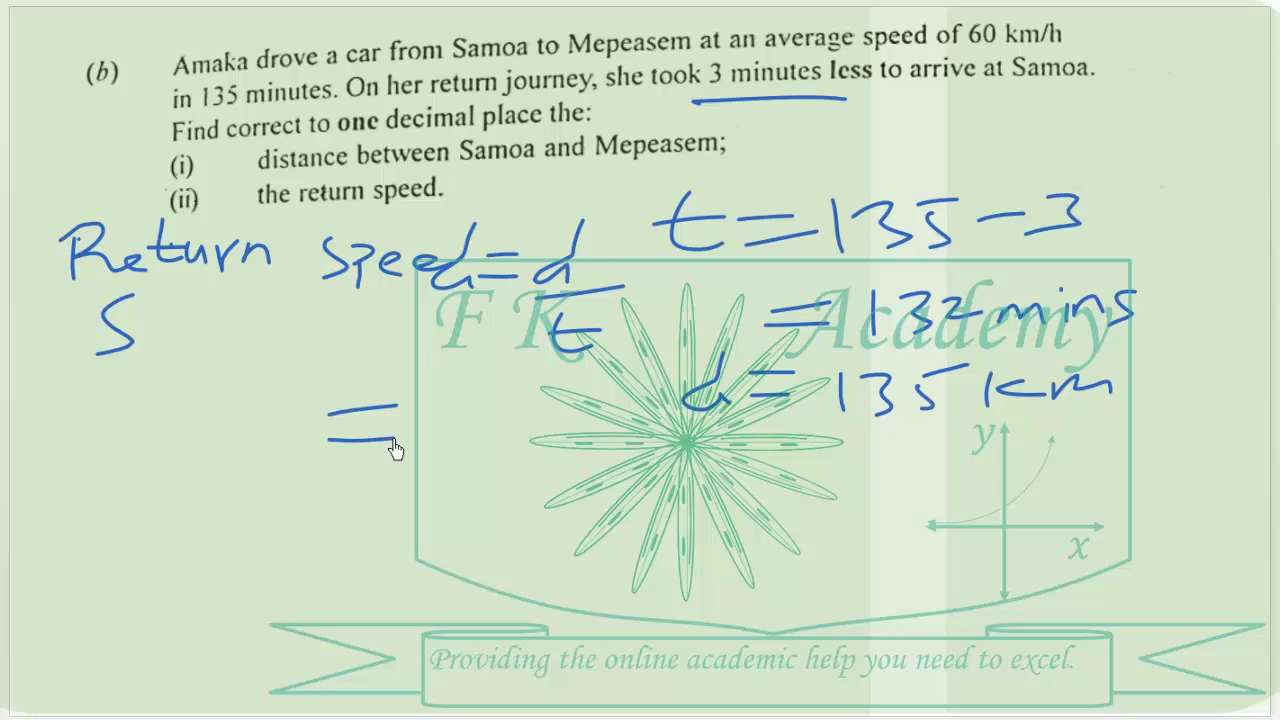 (b) Amaka drove a car from Samoa to Mepeasem at an average speed of 60 km/h
in 135 minutes. On her return journey, she took 3 minutes less to arrive at Samoa.
Find correct to one decimal place the:
(i) distance between Samoa and Mepeasem;
(ii) the return speed.
Return speed = d
t
S
=
t = 135 - 3
= 132 mins
d = 135 km
F K Academy
y
x
Providing the online academic help you need to excel.